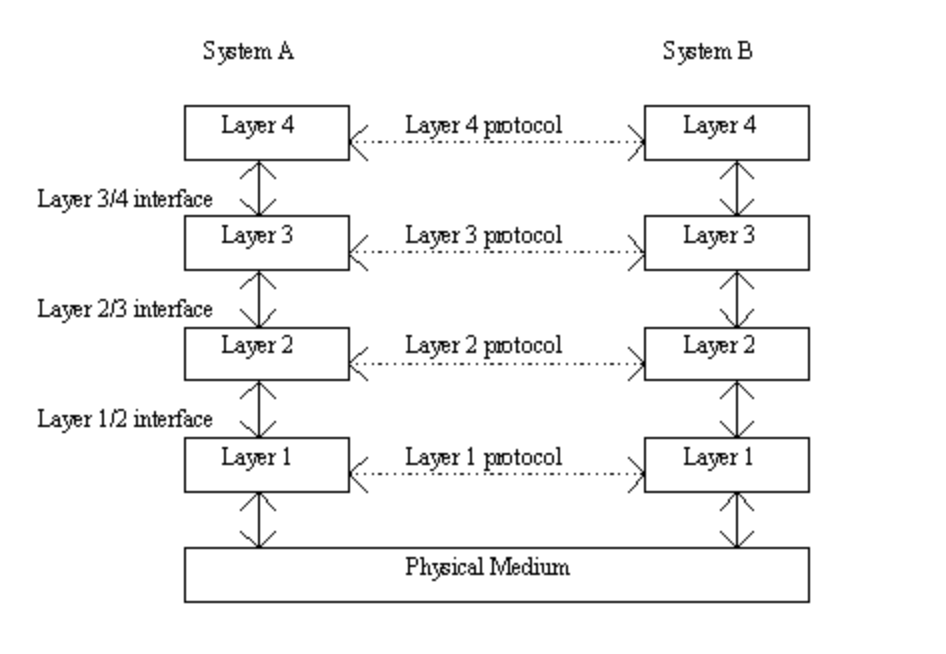 System A
System B
Layer 4
Layer 4 protocol
Layer 4
Layer 3/4 interface
Layer 3
Layer 3 protocol
Layer 3
Layer 2/3 interface
Layer 2
Layer 2 protocol
Layer 2
Layer 1/2 interface
Layer 1
Layer 1 protocol
Layer 1
Physical Medium